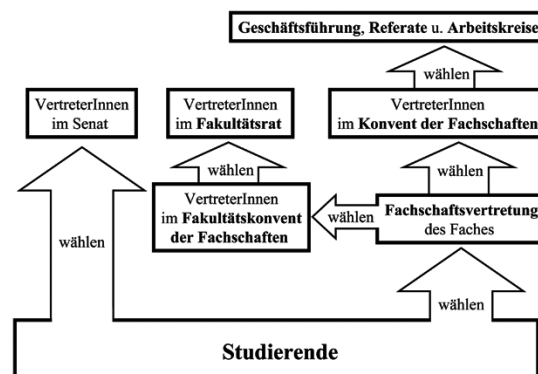 Geschäftsführung, Referate u. Arbeitskreise
wählen
VertreterInnen
im Senat
VertreterInnen
im Fakultätsrat
VertreterInnen
im Konvent der Fachschaften
wählen
wählen
VertreterInnen
im Fakultätskonvent
der Fachschaften
wählen
Fachschaftsvertretung
des Faches
wählen
wählen
Studierende